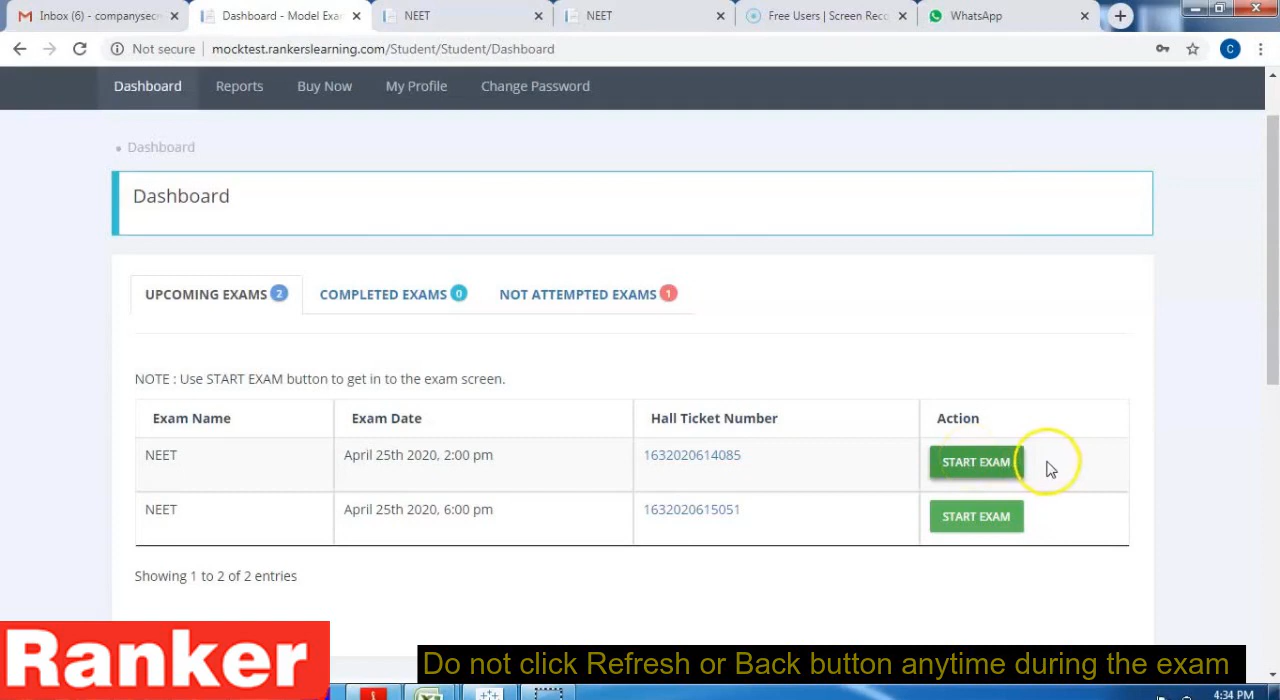 Inbox (6) - companysecr
Dashboard - Model Exa
NEET
NEET
Free Users | Screen Reco
WhatsApp
Not secure | mocktest.rankerslearning.com/Student/Student/Dashboard
C
Dashboard Reports Buy Now My Profile Change Password
Dashboard
Dashboard
UPCOMING EXAMS 2 COMPLETED EXAMS 0 NOT ATTEMPTED EXAMS 1
NOTE : Use START EXAM button to get in to the exam screen.
Exam Name Exam Date Hall Ticket Number Action
NEET April 25th 2020, 2:00 pm 1632020614085 START EXAM
NEET April 25th 2020, 6:00 pm 1632020615051 START EXAM
Showing 1 to 2 of 2 entries
Ranker
Do not click Refresh or Back button anytime during the exam
4:34 PM